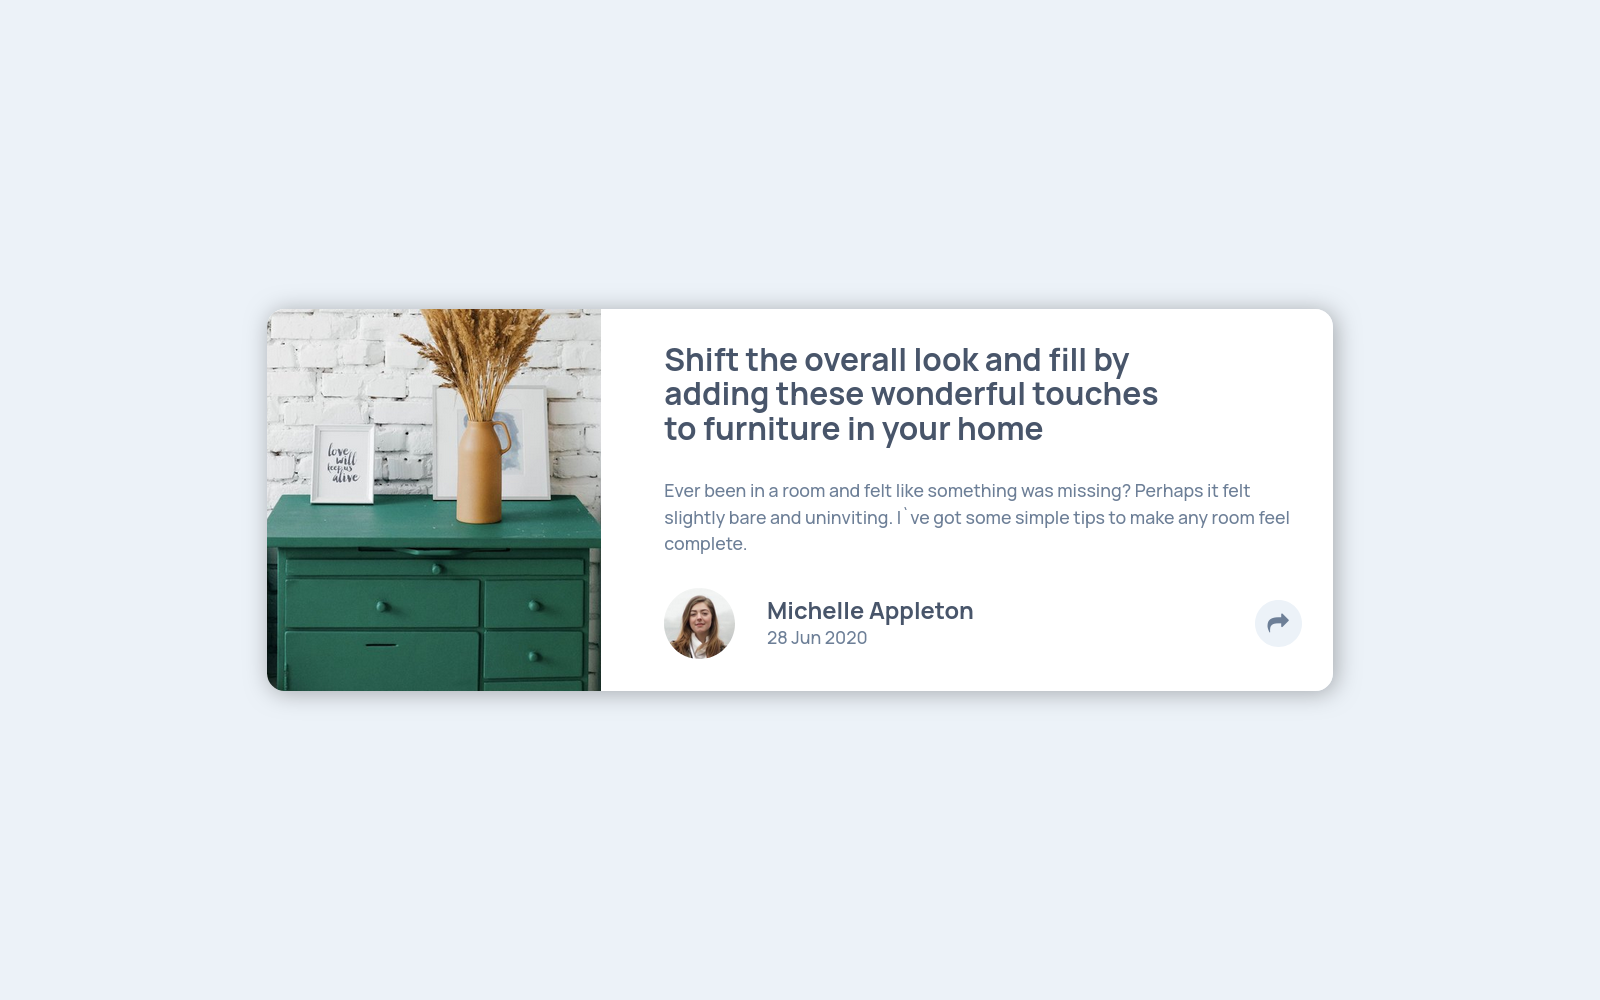 Shift the overall look and fill by
adding these wonderful touches
to furniture in your home
Ever been in a room and felt like something was missing? Perhaps it felt
slightly bare and uninviting. I`ve got some simple tips to make any room feel
complete.
Michelle Appleton
28 Jun 2020
love
will
keep us
alive